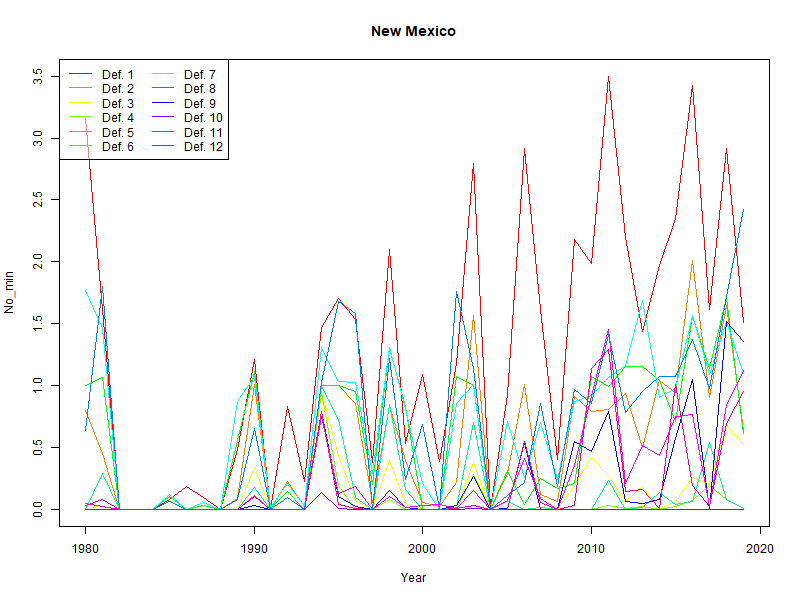 New Mexico
Def. 1 Def. 7
Def. 2 Def. 8
Def. 3 Def. 9
Def. 4 Def. 10
Def. 5 Def. 11
Def. 6 Def. 12
3.5
3.0
2.5
2.0
1.5
1.0
0.5
0.0
No_min
1980 1990 2000 2010 2020
Year